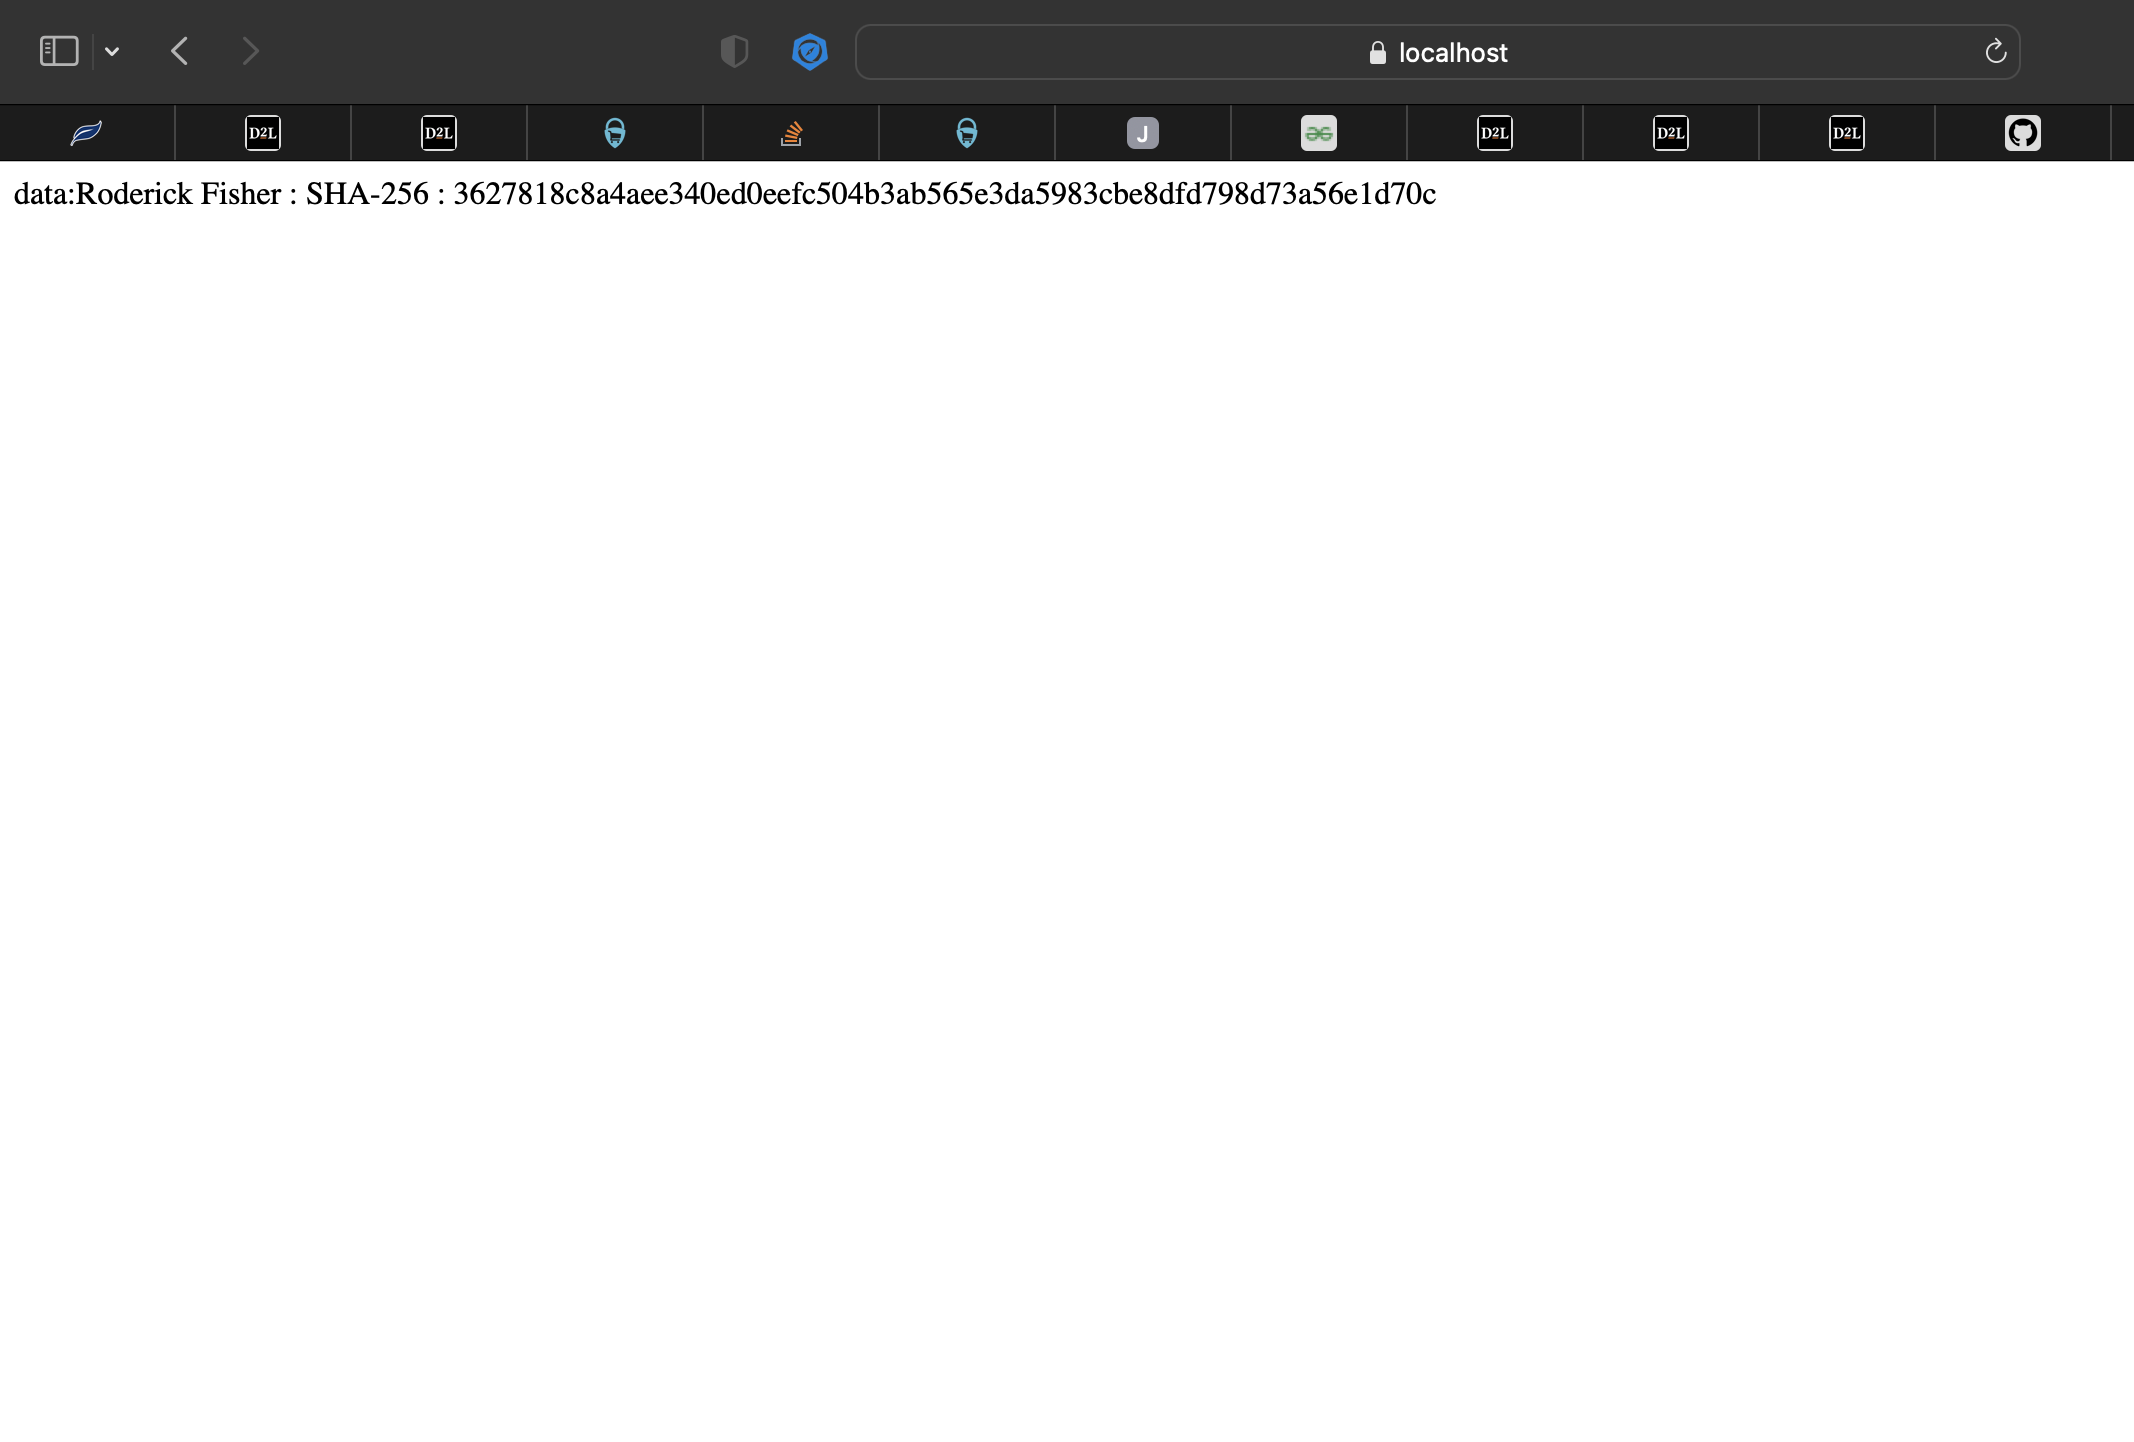 localhost
D2L
D2L
J
D2L
D2L
D2L
data:Roderick Fisher : SHA-256 : 3627818c8a4aee340ed0eefc504b3ab565e3da5983cbe8dfd798d73a56e1d70c